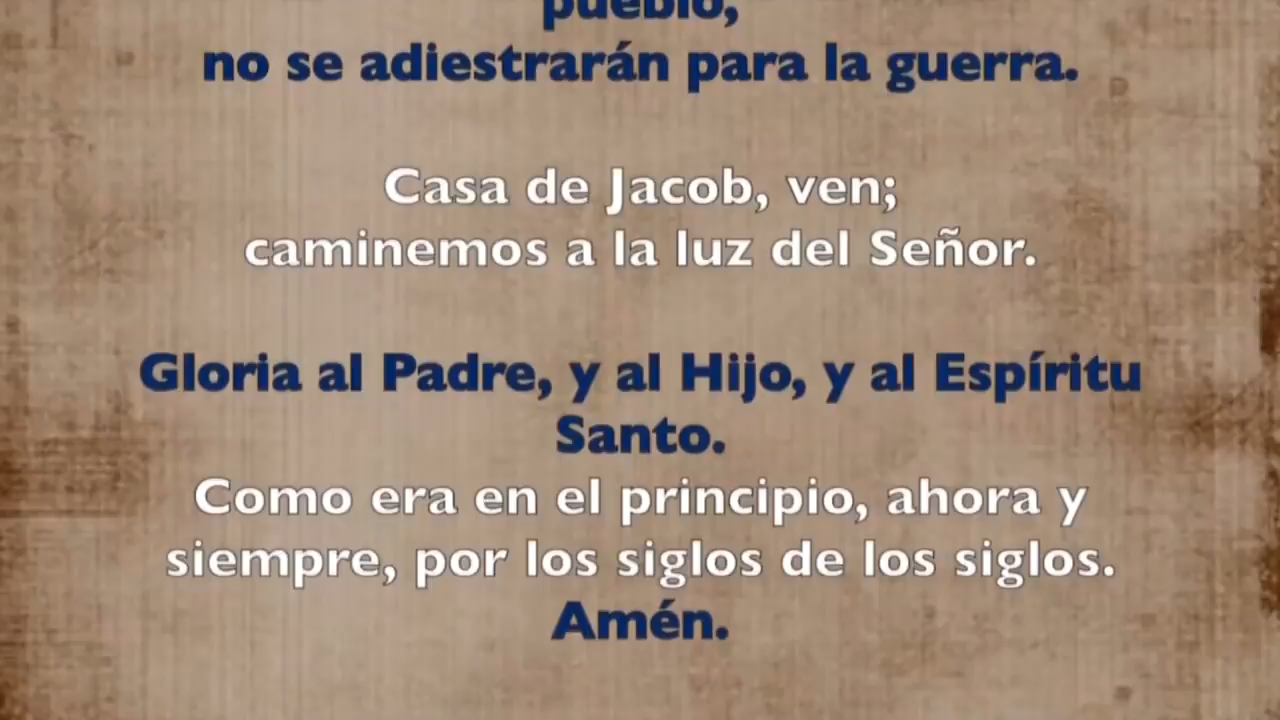 pueblo,
no se adiestrarán para la guerra.
Casa de Jacob, ven;
caminemos a la luz del Señor.
Gloria al Padre, y al Hijo, y al Espíritu
Santo.
Como era en el principio, ahora y
siempre, por los siglos de los siglos.
Amén.